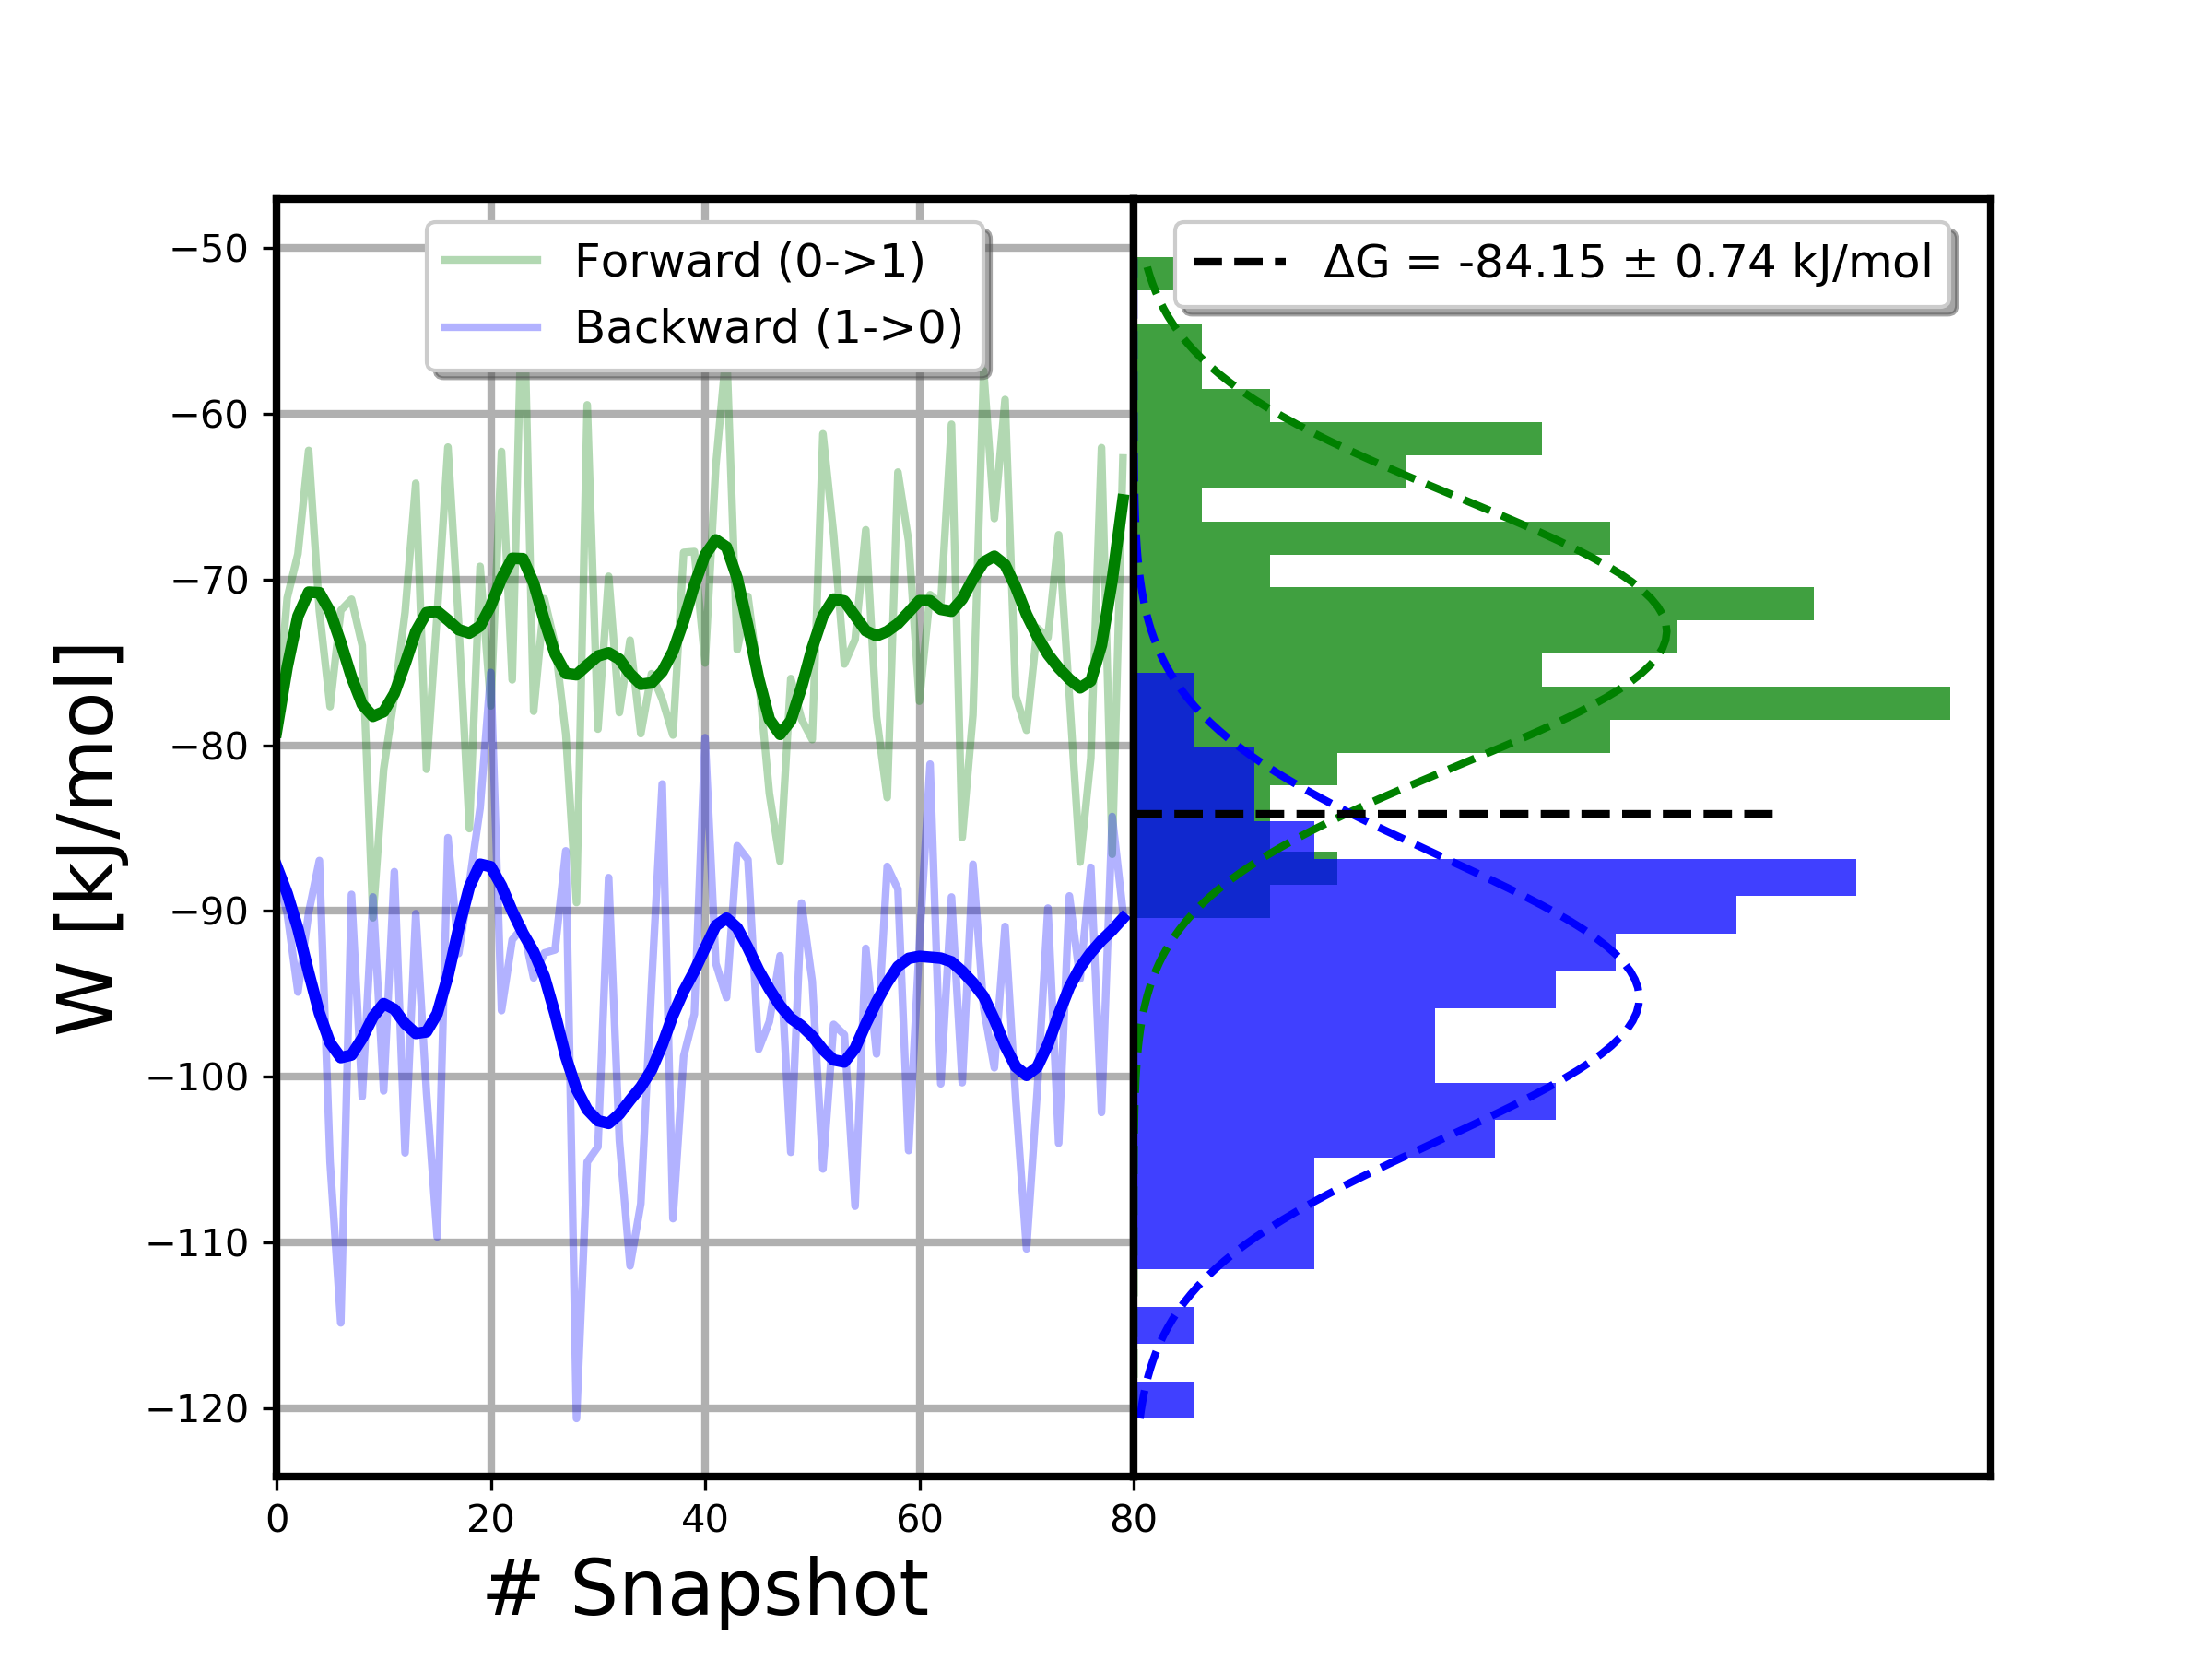 Forward (0->1)
Backward (1->0)
ΔG = -84.15 ± 0.74 kJ/mol
W [kJ/mol]
−50
−60
−70
−80
−90
−100
−110
−120
0 20 40 60 80
# Snapshot